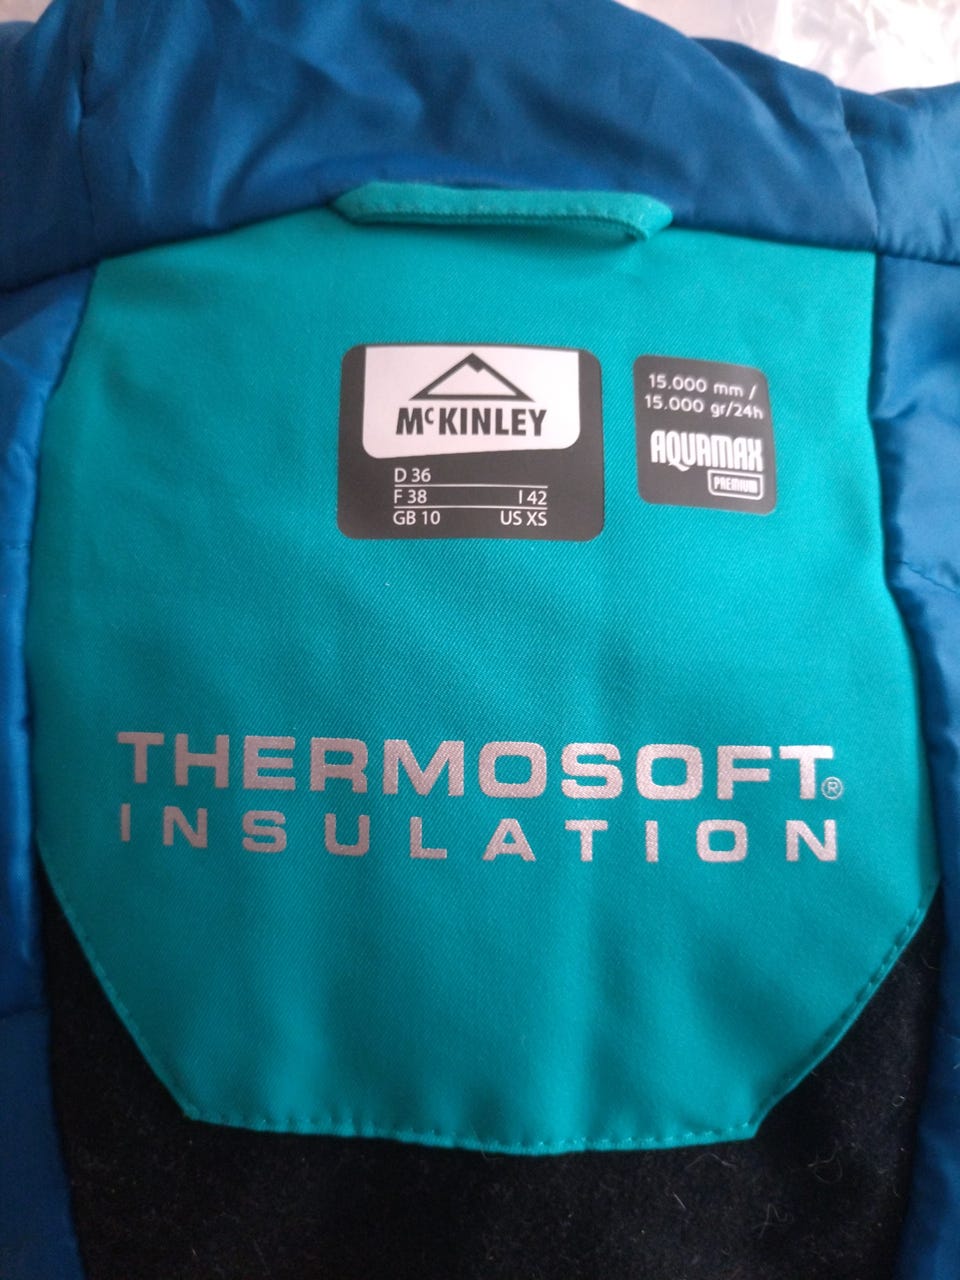 McKINLEY
D 36
F 38 I 42
GB 10 US XS
15.000 mm /
15.000 gr/24h
AQUAMAX
PREMIUM
THERMOSOFT®
INSULATION